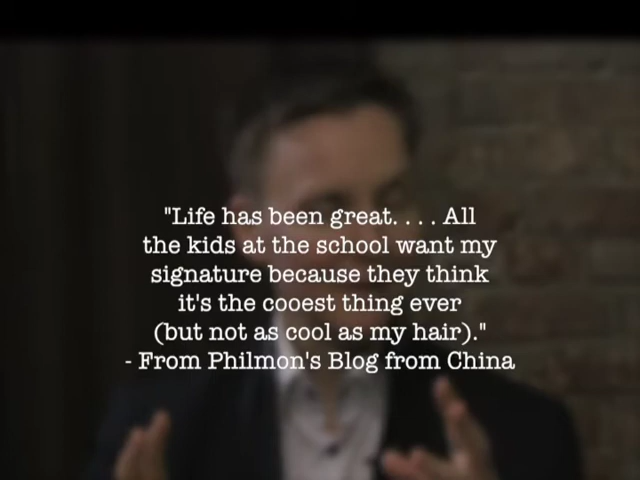 "Life has been great. . . . All
the kids at the school want my
signature because they think
it's the cooest thing ever
(but not as cool as my hair)."
- From Philmon's Blog from China